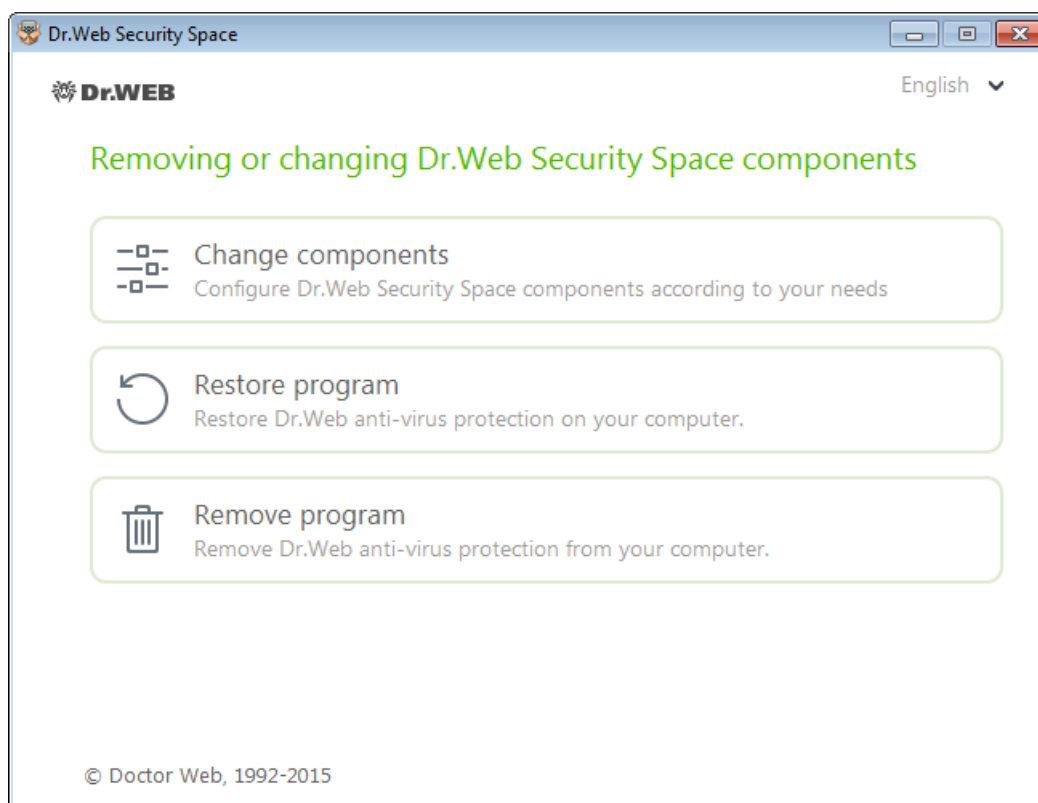 Dr.Web Security Space
Dr.WEB
English
Removing or changing Dr.Web Security Space components
Change components
Configure Dr.Web Security Space components according to your needs
Restore program
Restore Dr.Web anti-virus protection on your computer.
Remove program
Remove Dr.Web anti-virus protection from your computer.
© Doctor Web, 1992-2015